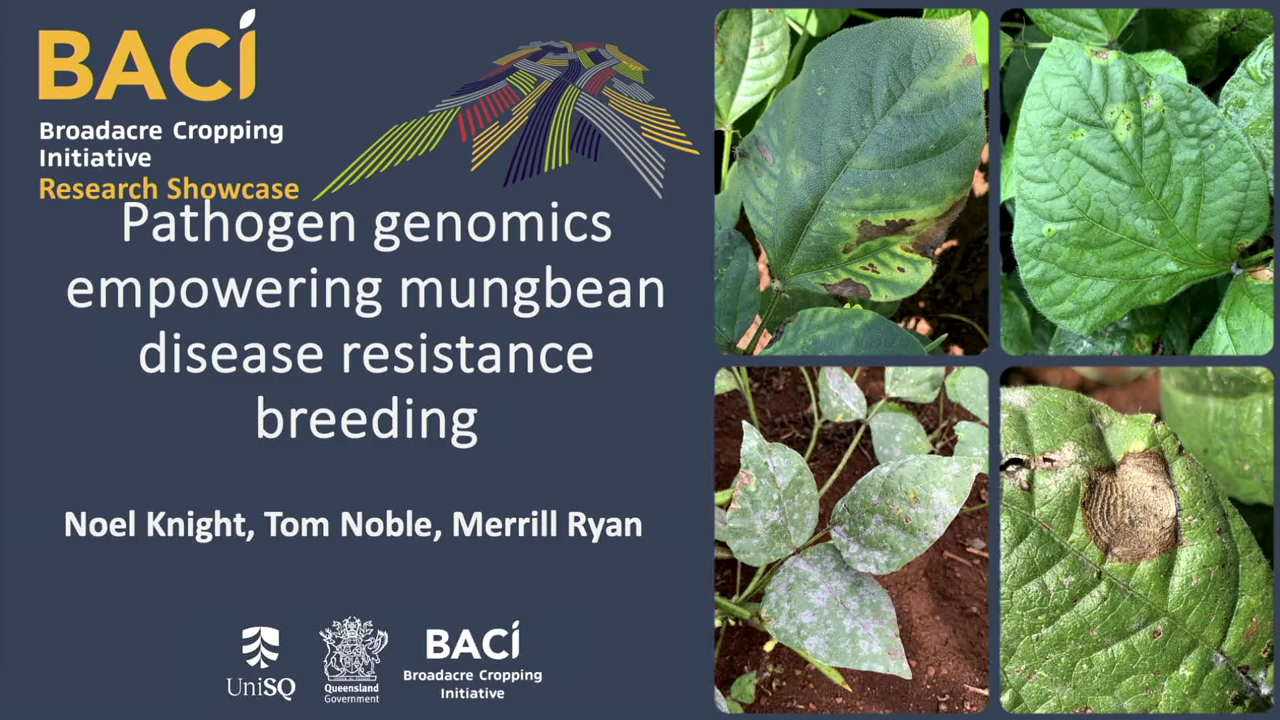 BACI
Broadacre Cropping
Initiative
Research Showcase
Pathogen genomics
empowering mungbean
disease resistance
breeding
Noel Knight, Tom Noble, Merrill Ryan
UniSQ
Queensland
Government
BACI
Broadacre Cropping
Initiative